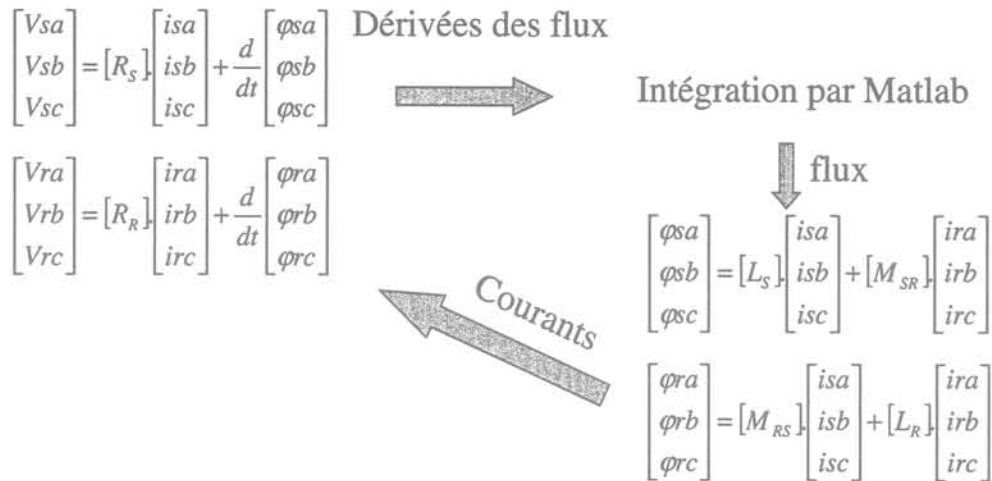 [Vsa Vsb Vsc] = [R_S].[isa isb isc] + d/dt [φsa φsb φsc]
Dérivées des flux
Intégration par Matlab
flux
[Vra Vrb Vrc] = [R_R].[ira irb irc] + d/dt [φra φrb φrc]
[φsa φsb φsc] = [L_S].[isa isb isc] + [M_SR].[ira irb irc]
Courants
[φra φrb φrc] = [M_RS].[isa isb isc] + [L_R].[ira irb irc]